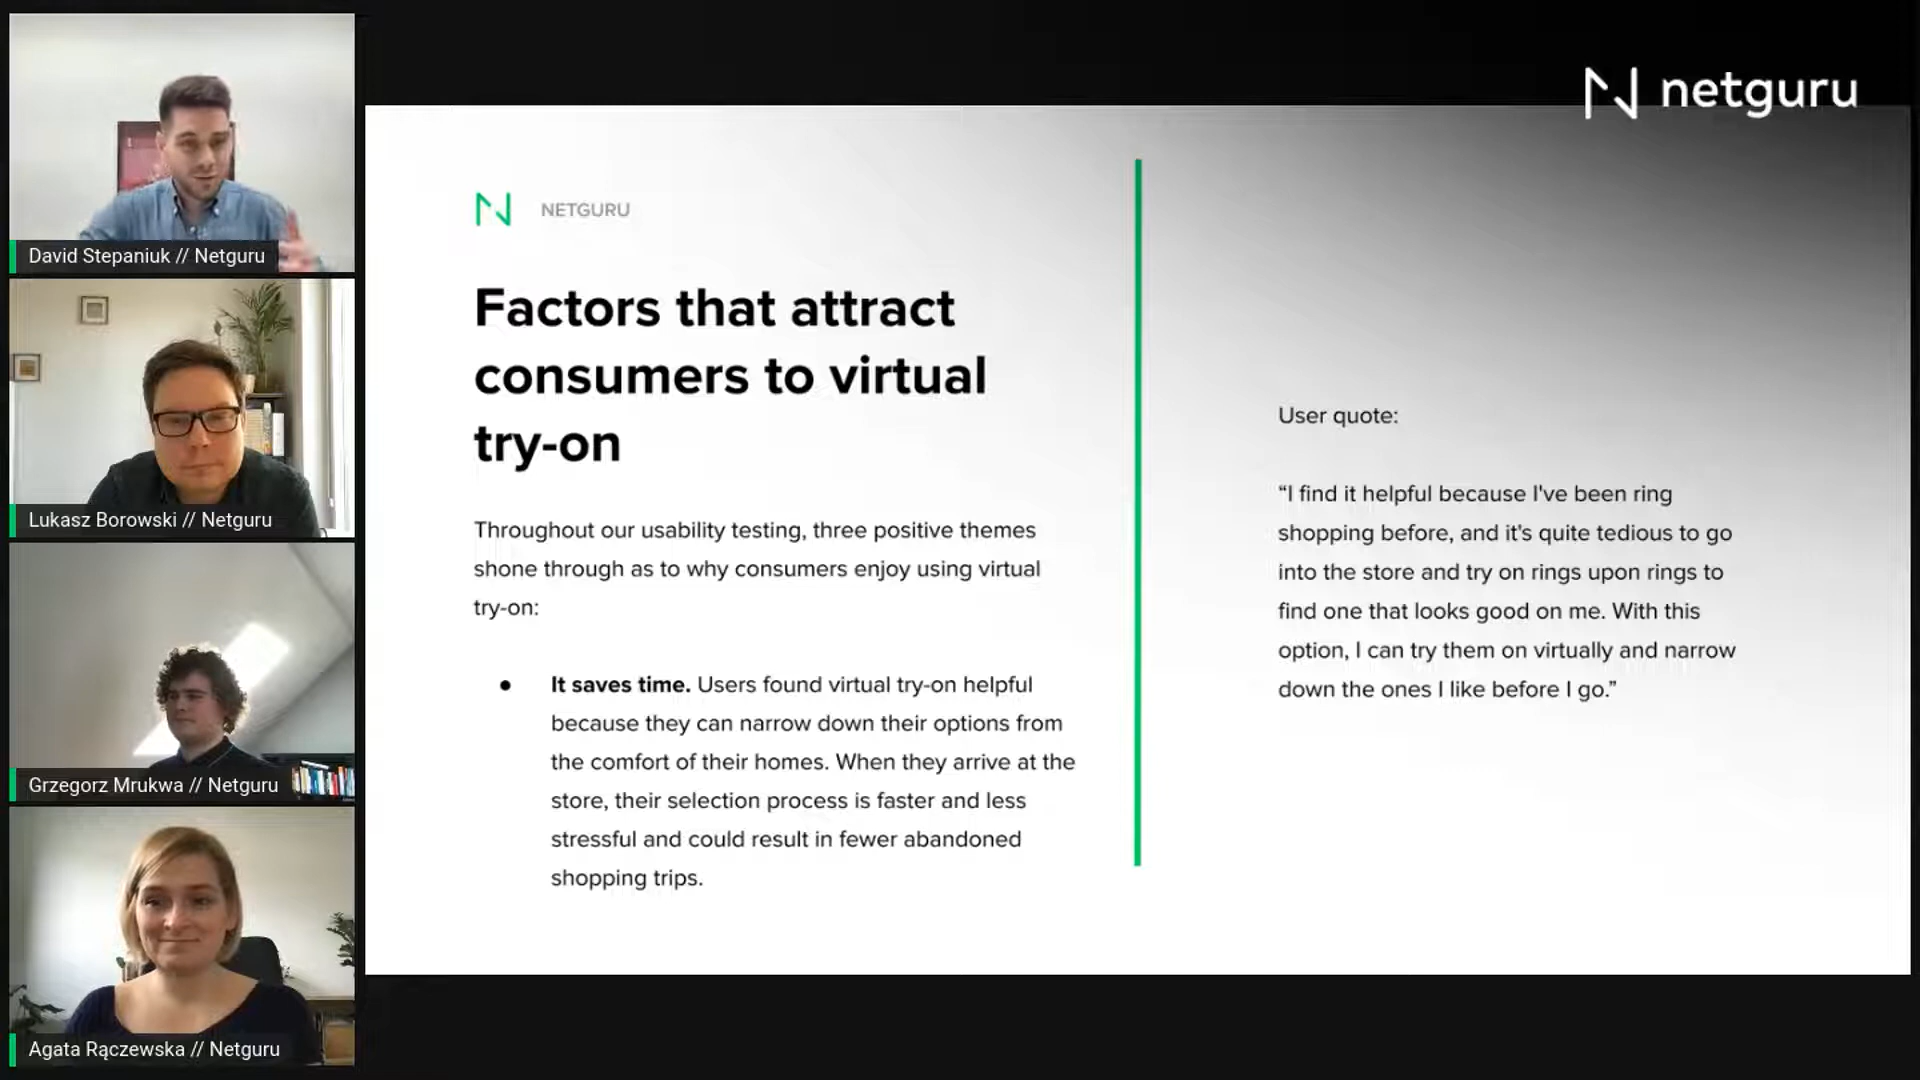 David Stepaniuk // Netguru
Lukasz Borowski // Netguru
Grzegorz Mrukwa // Netguru
Agata Rączewska // Netguru
netguru
NETGURU
Factors that attract
consumers to virtual
try-on
Throughout our usability testing, three positive themes
shone through as to why consumers enjoy using virtual
try-on:
● It saves time. Users found virtual try-on helpful
because they can narrow down their options from
the comfort of their homes. When they arrive at the
store, their selection process is faster and less
stressful and could result in fewer abandoned
shopping trips.
User quote:
“I find it helpful because I've been ring
shopping before, and it's quite tedious to go
into the store and try on rings upon rings to
find one that looks good on me. With this
option, I can try them on virtually and narrow
down the ones I like before I go.”